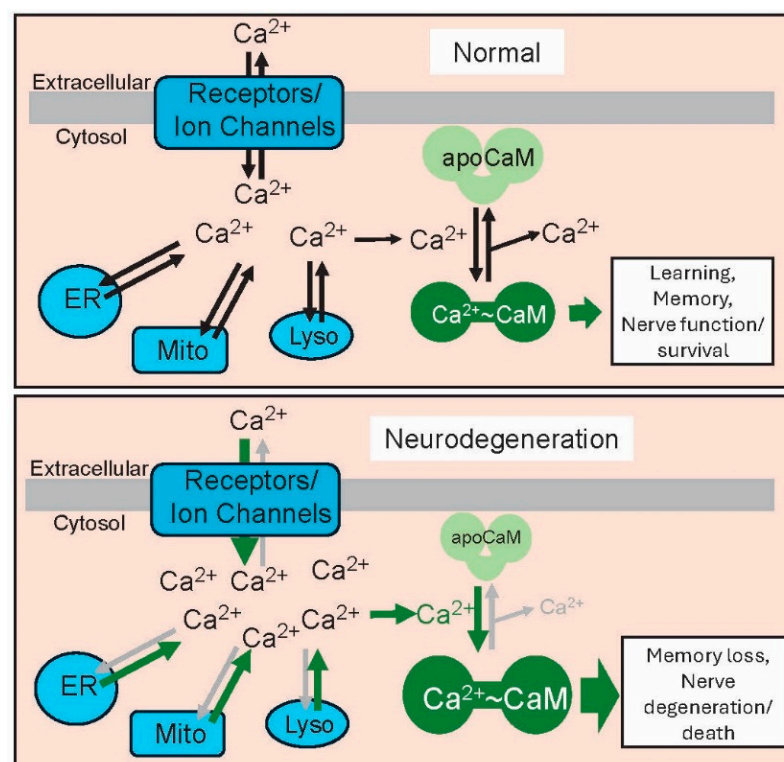 Ca²⁺
Normal
Extracellular
Receptors/
Ion Channels
Cytosol
apoCaM
Ca²⁺
Ca²⁺
Ca²⁺
Ca²⁺
Ca²⁺
ER
Mito
Lyso
Ca²⁺~CaM
Learning,
Memory,
Nerve function/
survival
Ca²⁺
Neurodegeneration
Extracellular
Receptors/
Ion Channels
Cytosol
apoCaM
Ca²⁺
Ca²⁺
Ca²⁺
Ca²⁺
Ca²⁺
Ca²⁺
Ca²⁺
Ca²⁺
ER
Mito
Lyso
Ca²⁺~CaM
Memory loss,
Nerve
degeneration/
death